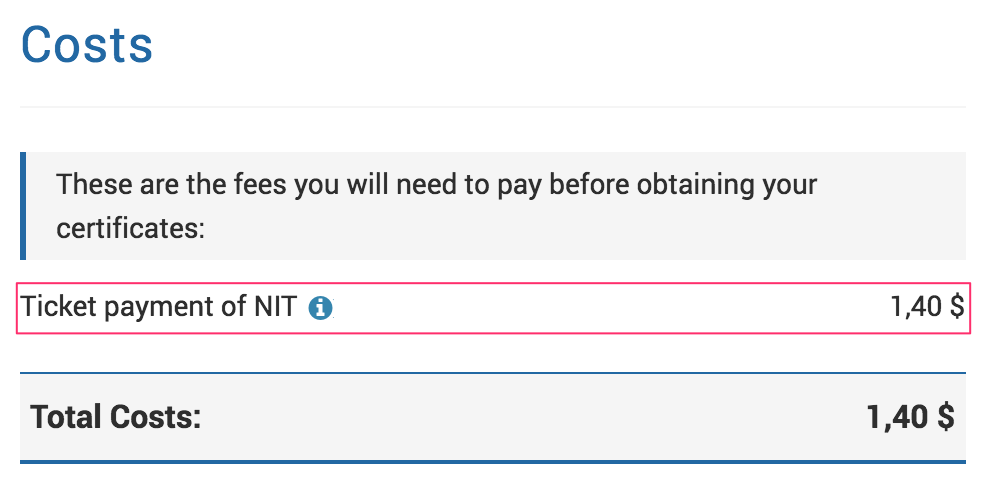 Costs
These are the fees you will need to pay before obtaining your
certificates:
Ticket payment of NIT 1,40 $
Total Costs: 1,40 $